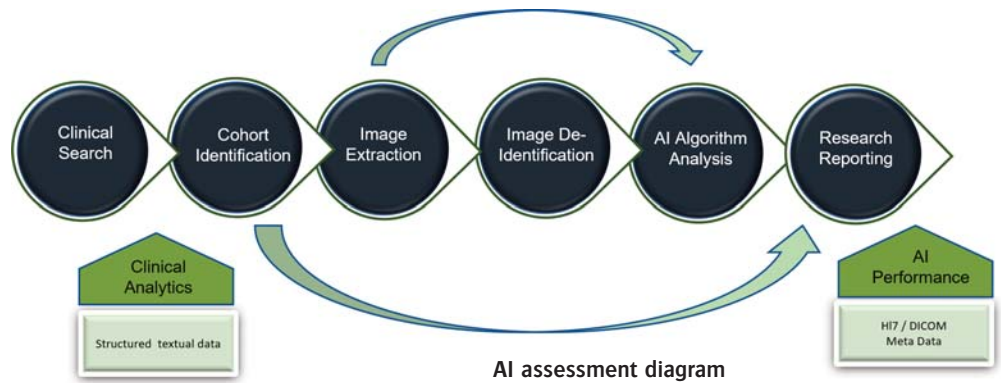 Clinical
Search
Cohort
Identification
Image
Extraction
Image De-
Identification
AI Algorithm
Analysis
Research
Reporting
Clinical
Analytics
Structured textual data
AI
Performance
Hl7 / DICOM
Meta Data
AI assessment diagram